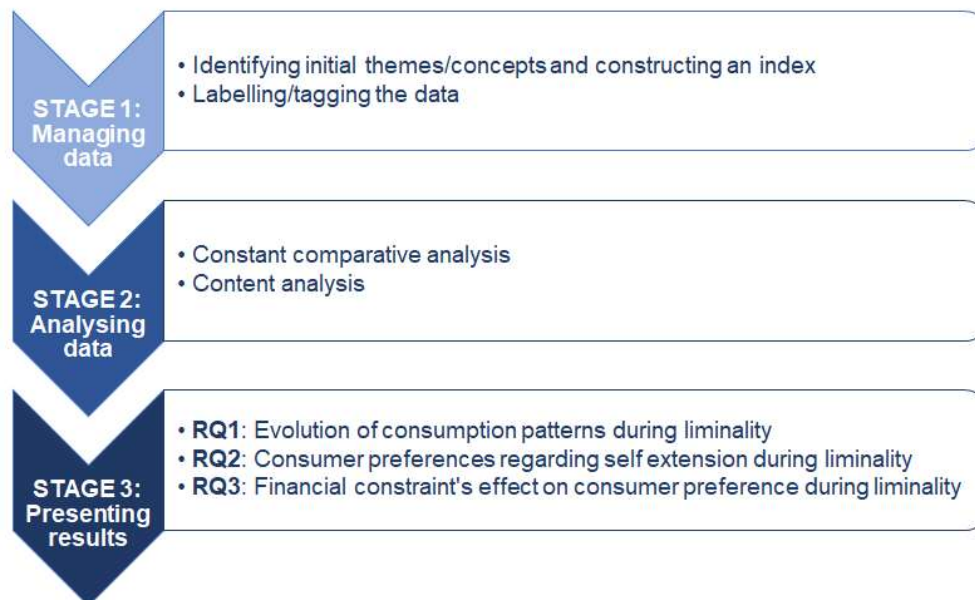 STAGE 1:
Managing
data
• Identifying initial themes/concepts and constructing an index
• Labelling/tagging the data
STAGE 2:
Analysing
data
• Constant comparative analysis
• Content analysis
STAGE 3:
Presenting
results
• RQ1: Evolution of consumption patterns during liminality
• RQ2: Consumer preferences regarding self extension during liminality
• RQ3: Financial constraint's effect on consumer preference during liminality